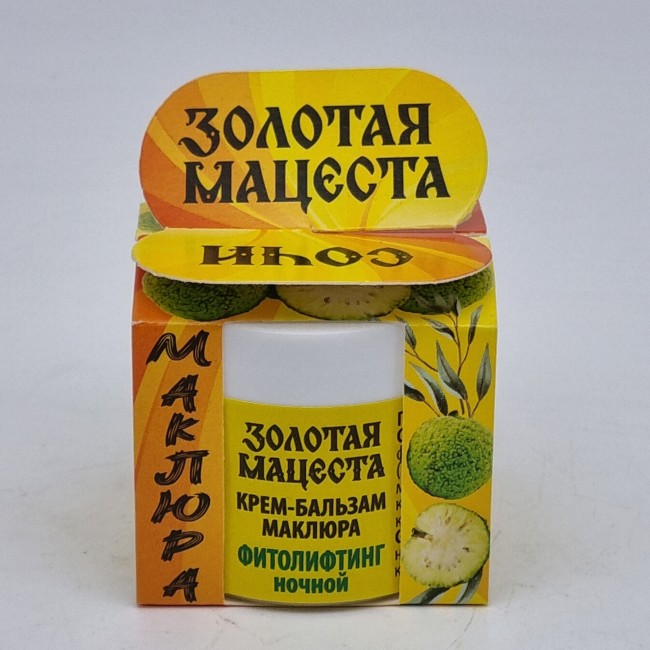 ЗОЛОТАЯ
МАЦЕСТА
СОЧИ
МАКЛЮРА
ЗОЛОТАЯ
МАЦЕСТА
КРЕМ-БАЛЬЗАМ
МАКЛЮРА
ФИТОЛИФТИНГ
НОЧНОЙ